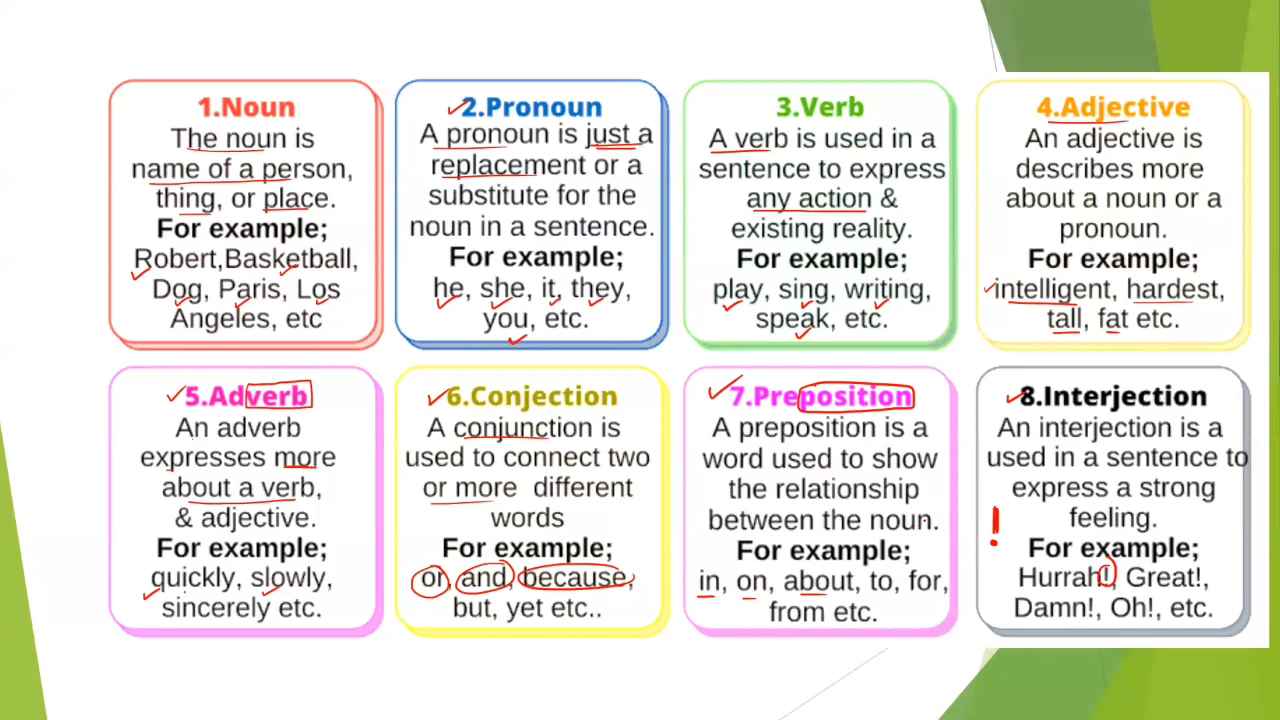 1.Noun
The noun is
name of a person,
thing, or place.
For example;
Robert,Basketball,
Dog, Paris, Los
Angeles, etc
2.Pronoun
A pronoun is just a
replacement or a
substitute for the
noun in a sentence.
For example;
he, she, it, they,
you, etc.
3.Verb
A verb is used in a
sentence to express
any action &
existing reality.
For example;
play, sing, writing,
speak, etc.
4.Adjective
An adjective is
describes more
about a noun or a
pronoun.
For example;
intelligent, hardest,
tall, fat etc.
5.Adverb
An adverb
expresses more
about a verb,
& adjective.
For example;
quickly, slowly,
sincerely etc.
6.Conjection
A conjunction is
used to connect two
or more different
words
For example;
or, and, because,
but, yet etc..
7.Preposition
A preposition is a
word used to show
the relationship
between the noun.
For example;
in, on, about, to, for,
from etc.
8.Interjection
An interjection is a
used in a sentence to
express a strong
feeling.
!
For example;
Hurrah!, Great!,
Damn!, Oh!, etc.